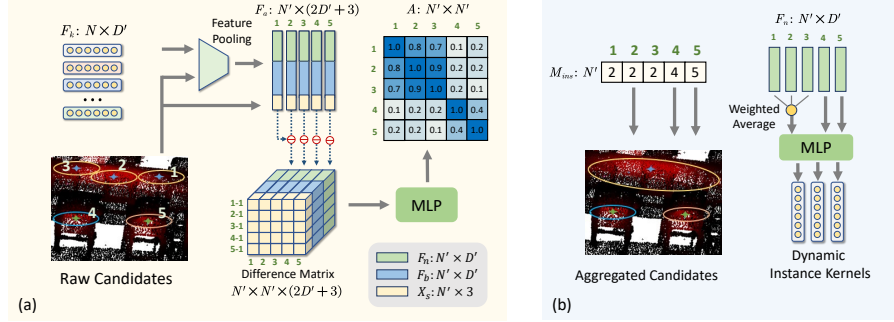 F_k: N × D′
Feature
Pooling
F_a: N′×(2D′+3)
1 2 3 4 5
A: N′×N′
1 2 3 4 5
1 1.0 0.8 0.7 0.1 0.2
2 0.8 1.0 0.9 0.2 0.2
3 0.7 0.9 1.0 0.2 0.1
4 0.1 0.2 0.2 1.0 0.4
5 0.2 0.2 0.1 0.4 1.0
...
3 2 1
4 5
Raw Candidates
1-1
2-1
3-1
4-1
5-1
1 2 3 4 5
Difference Matrix
N′×N′×(2D′+3)
MLP
F_n: N′ × D′
F_b: N′ × D′
X_s: N′ × 3
(a)
1 2 3 4 5
M_ins: N′ 2 2 2 4 5
F_n: N′ × D′
1 2 3 4 5
Weighted
Average
MLP
Aggregated Candidates
Dynamic
Instance Kernels
(b)